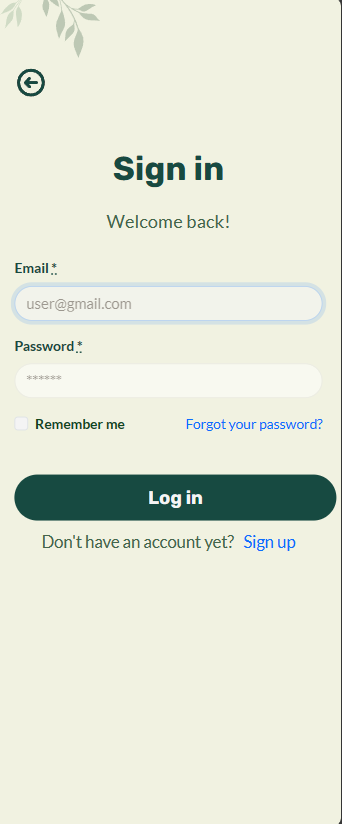 Sign in
Welcome back!
Email *
user@gmail.com
Password *
******
Remember me Forgot your password?
Log in
Don't have an account yet? Sign up